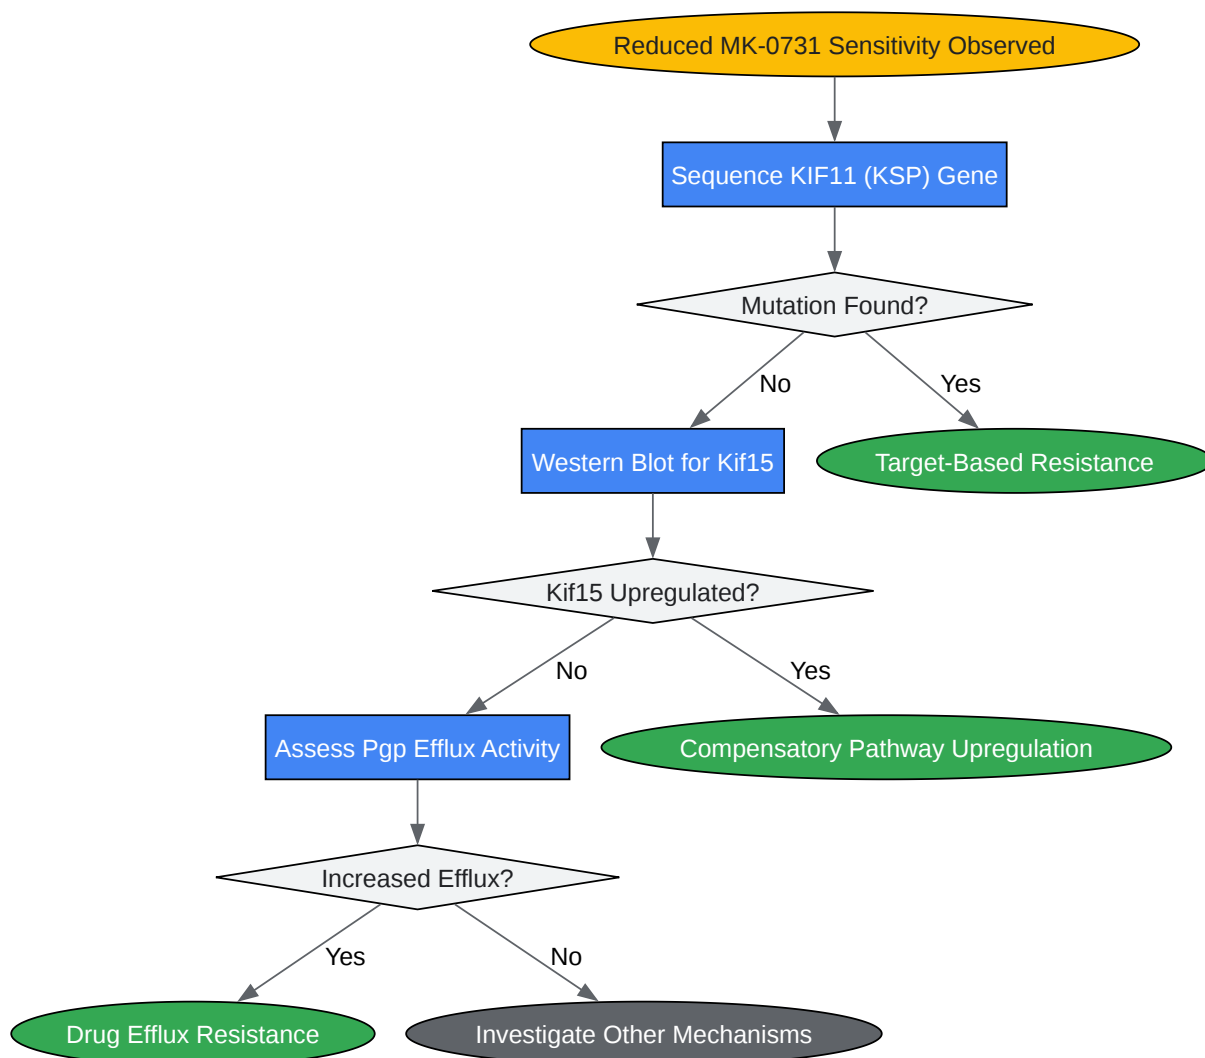 Reduced MK-0731 Sensitivity Observed
Sequence KIF11 (KSP) Gene
Mutation Found?
No
Yes
Western Blot for Kif15
Target-Based Resistance
Kif15 Upregulated?
No
Yes
Assess Pgp Efflux Activity
Compensatory Pathway Upregulation
Increased Efflux?
Yes
No
Drug Efflux Resistance
Investigate Other Mechanisms